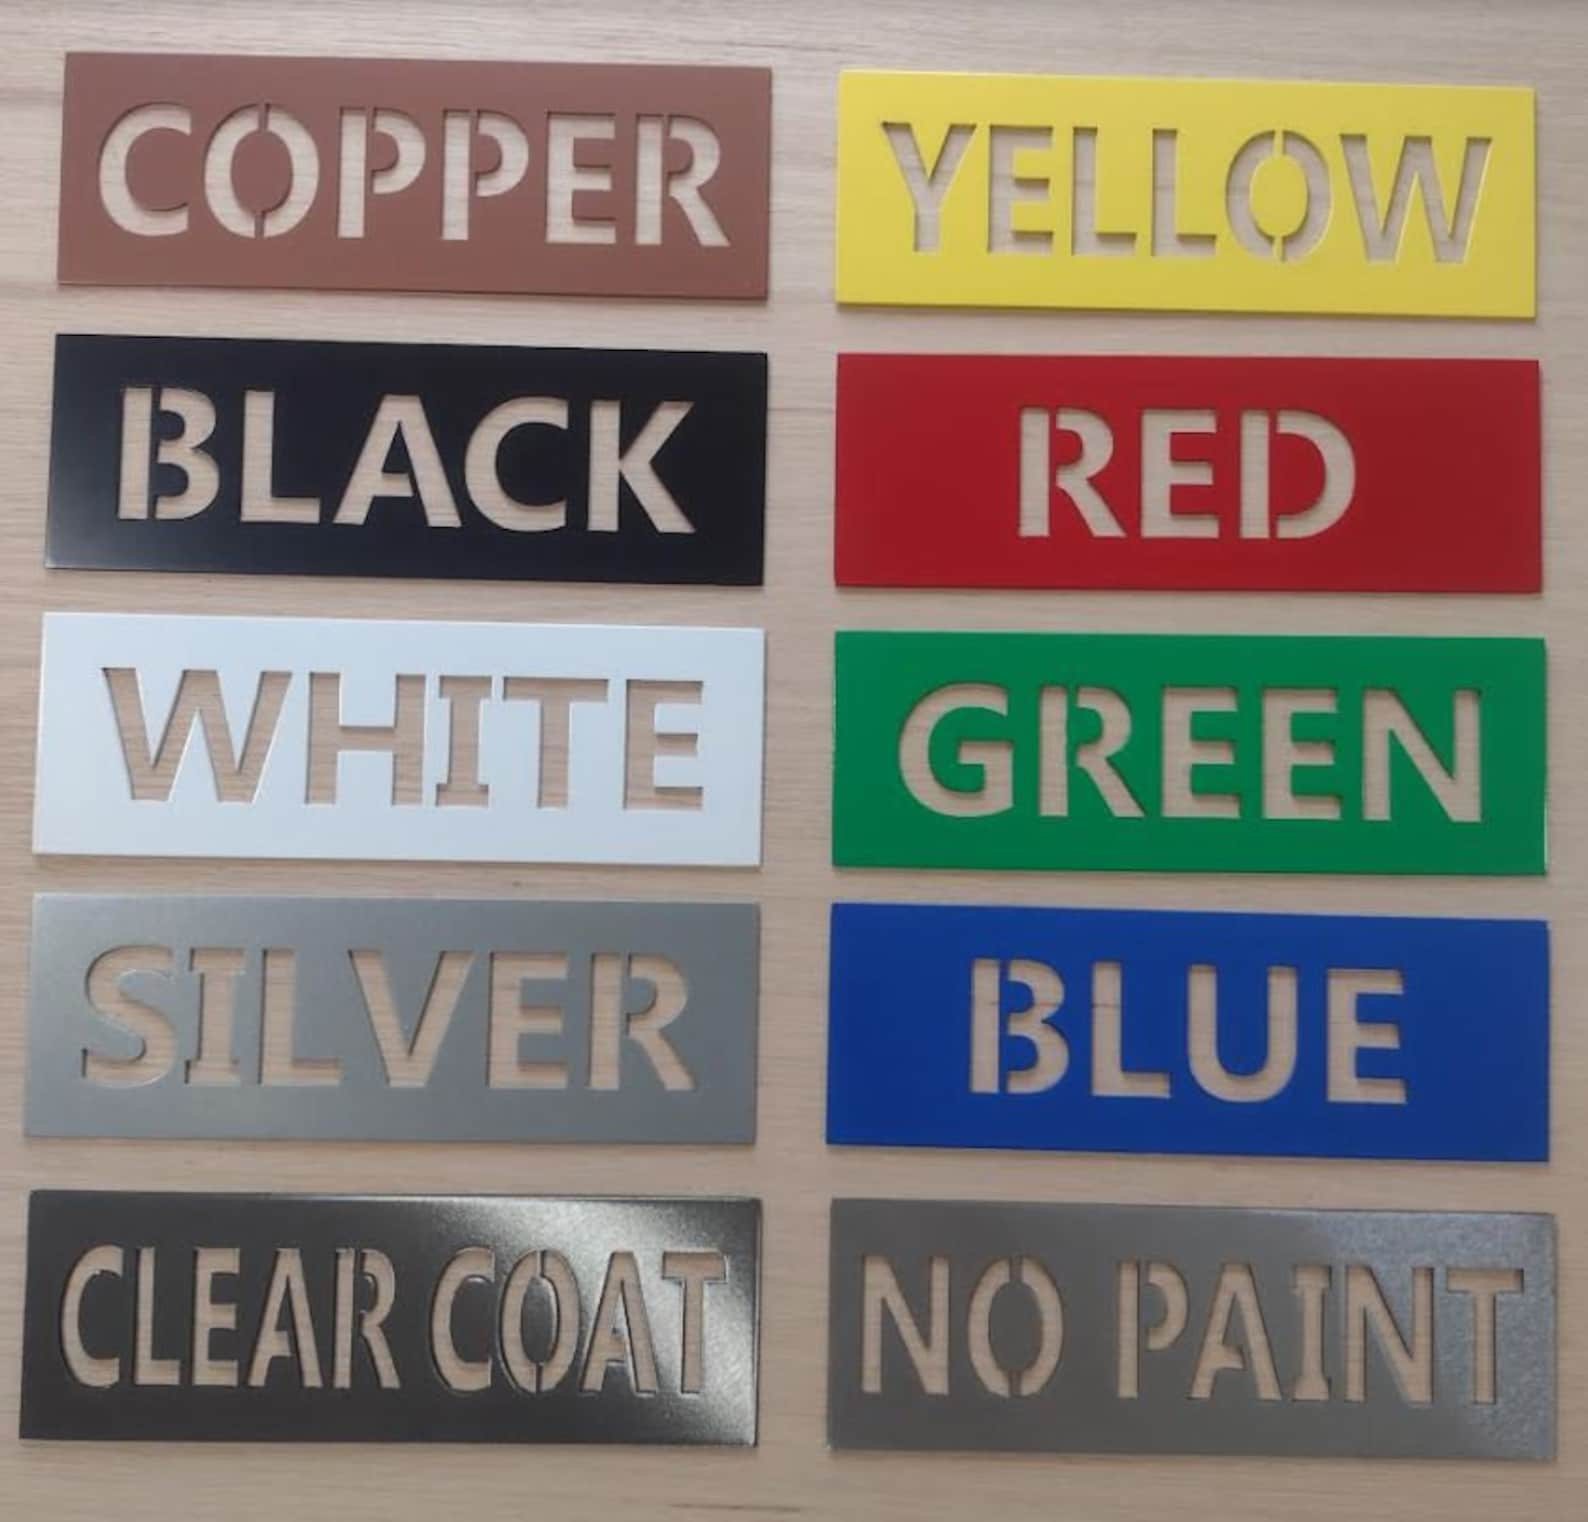 COPPER
YELLOW
BLACK
RED
WHITE
GREEN
SILVER
BLUE
CLEAR COAT
NO PAINT